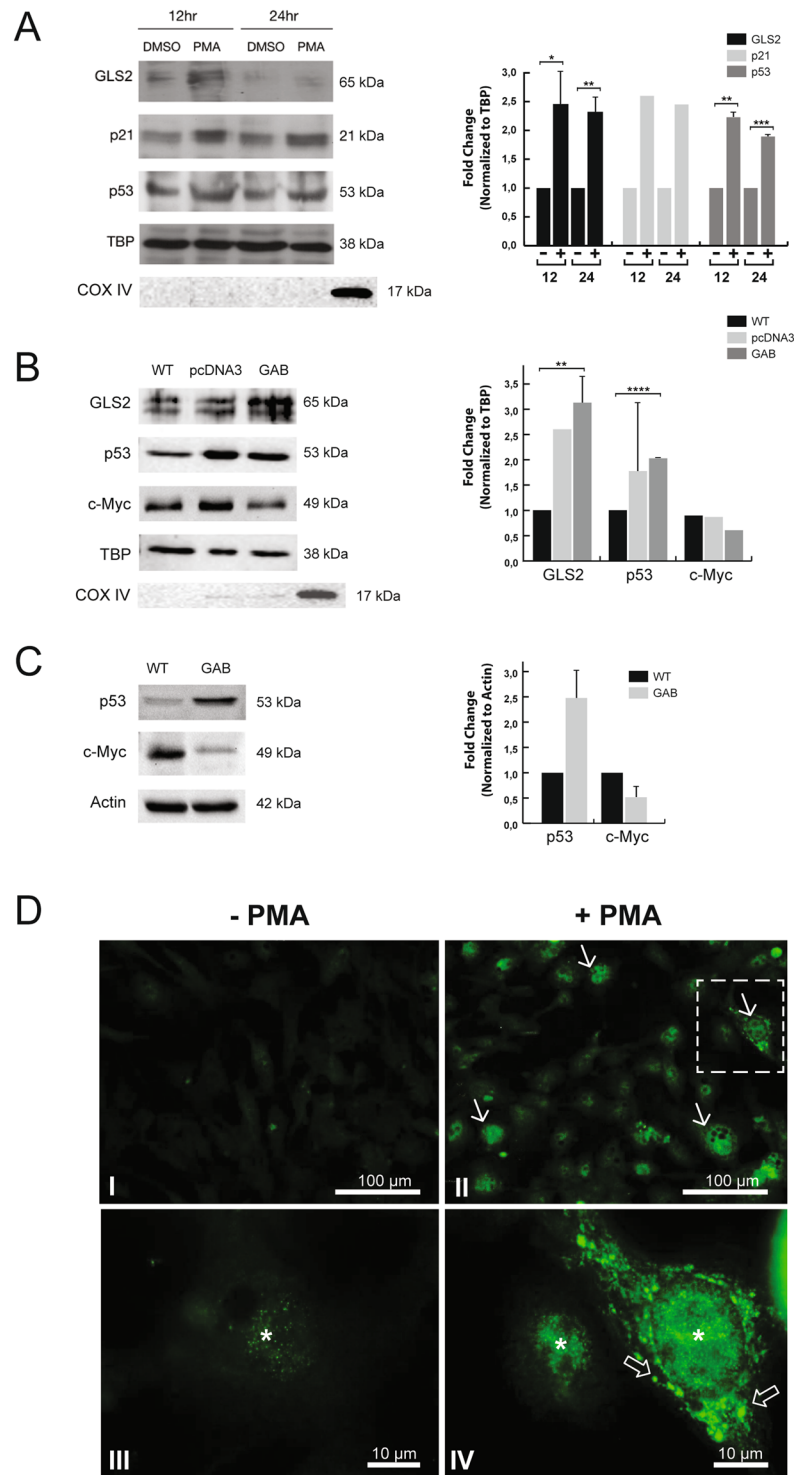 A
12hr 24hr
DMSO PMA DMSO PMA
GLS2 65 kDa
p21 21 kDa
p53 53 kDa
TBP 38 kDa
COX IV 17 kDa
GLS2
p21
p53
Fold Change
(Normalized to TBP)
3,0
2,5
2,0
1,5
1,0
0,5
0,0
* ** ** ***
- + - + - + - + - + - +
12 24 12 24 12 24
B
WT pcDNA3 GAB
GLS2 65 kDa
p53 53 kDa
c-Myc 49 kDa
TBP 38 kDa
COX IV 17 kDa
WT
pcDNA3
GAB
Fold Change
(Normalized to TBP)
3,5
3,0
2,5
2,0
1,5
1,0
0,5
0,0
** ****
GLS2 p53 c-Myc
C
WT GAB
p53 53 kDa
c-Myc 49 kDa
Actin 42 kDa
WT
GAB
Fold Change
(Normalized to Actin)
3,0
2,5
2,0
1,5
1,0
0,5
0,0
p53 c-Myc
D
- PMA + PMA
I 100 µm
II 100 µm
* * *
III 10 µm
IV 10 µm